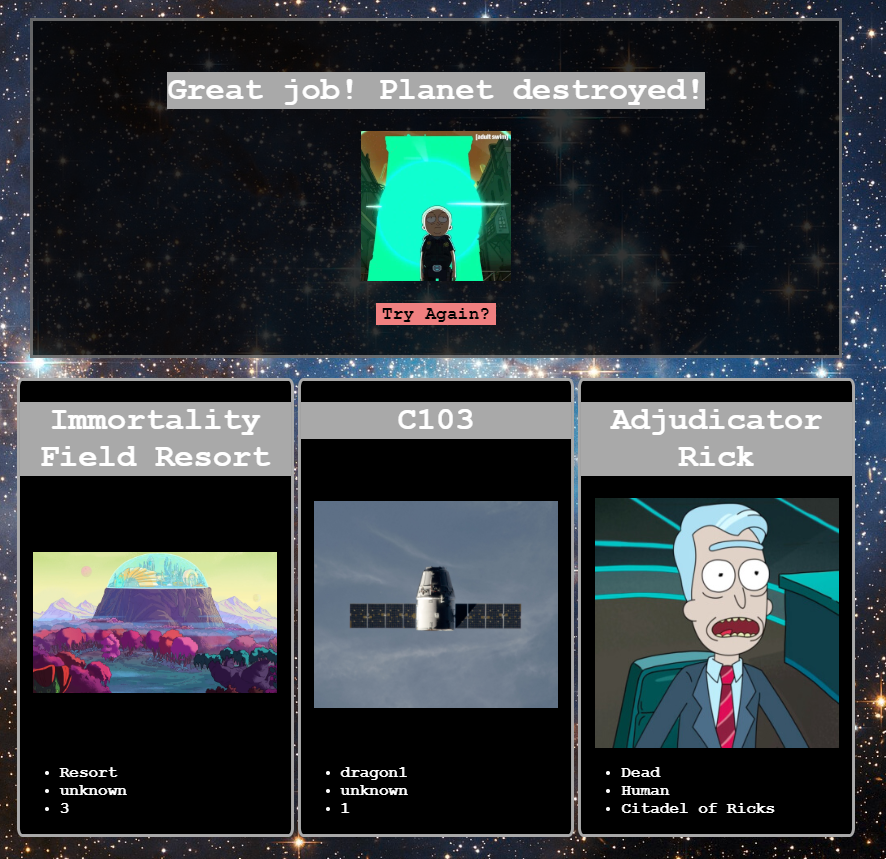 Great job! Planet destroyed!
[adult swim]
Try Again?
Immortality
Field Resort
Resort
unknown
3
C103
dragon1
unknown
1
Adjudicator
Rick
Dead
Human
Citadel of Ricks